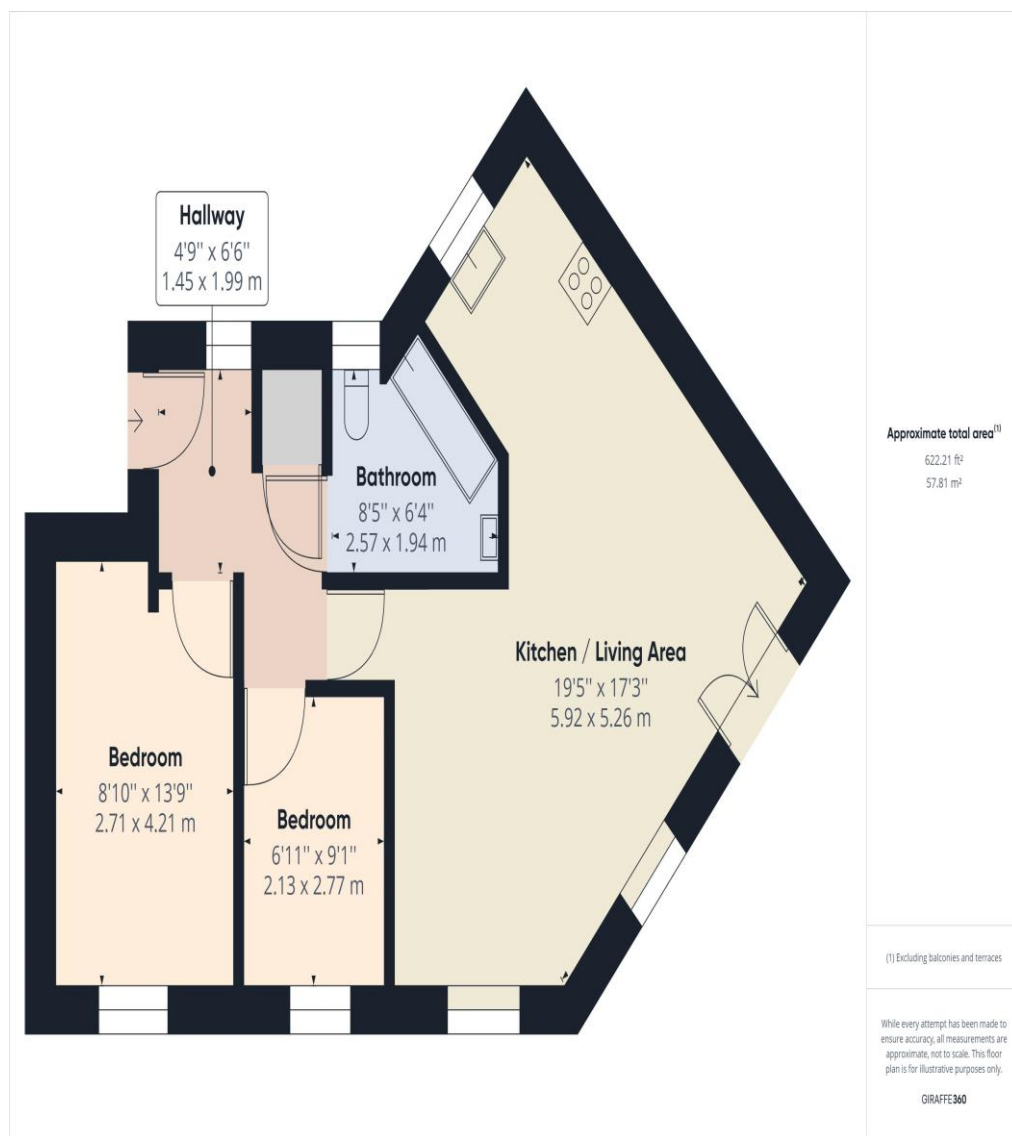 Hallway
4'9" x 6'6"
1.45 x 1.99 m
Bathroom
8'5" x 6'4"
2.57 x 1.94 m
Kitchen / Living Area
19'5" x 17'3"
5.92 x 5.26 m
Bedroom
8'10" x 13'9"
2.71 x 4.21 m
Bedroom
6'11" x 9'1"
2.13 x 2.77 m
Approximate total area(1)
622.21 ft²
57.81 m²
(1) Excluding balconies and terraces
While every attempt has been made to
ensure accuracy, all measurements are
approximate, not to scale. This floor
plan is for illustrative purposes only.
GIRAFFE360